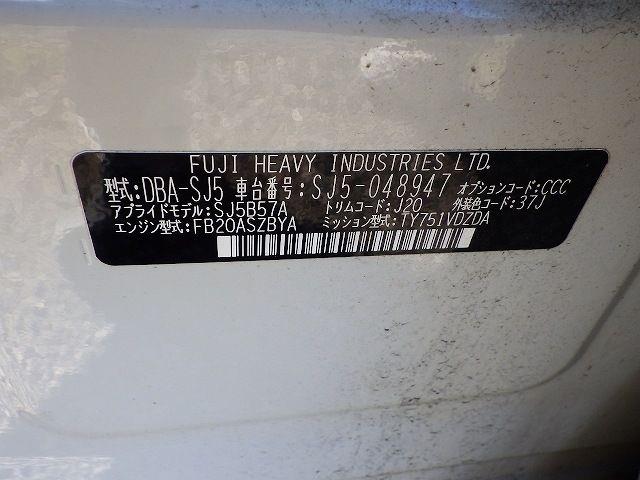 FUJI HEAVY INDUSTRIES LTD.
型式:DBA-SJ5 車台番号:SJ5-048947 オプションコード:CCC
アプライドモデル:SJ5B57A トリムコード:J20 外装色コード:37J
エンジン型式:FB20ASZBYA ミッション型式:TY751VDZDA